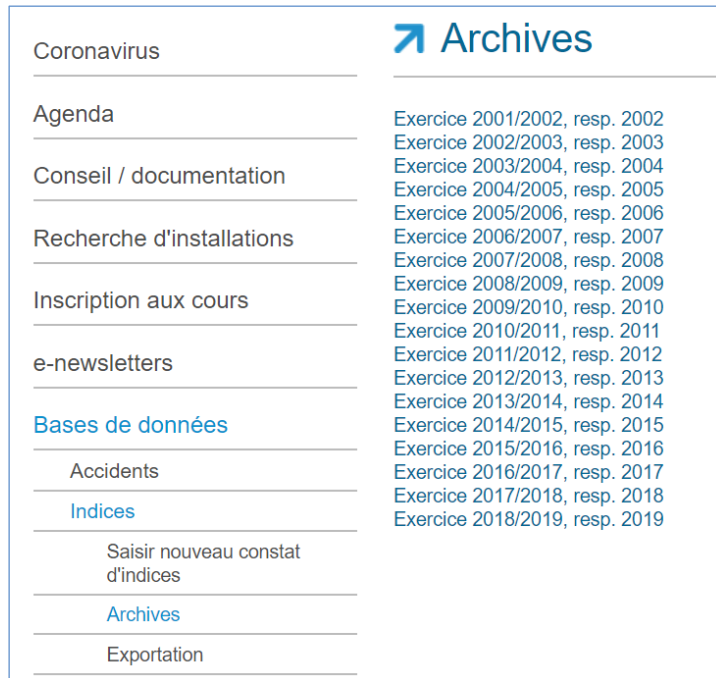 Coronavirus
Agenda
Conseil / documentation
Recherche d'installations
Inscription aux cours
e-newsletters
Bases de données
Accidents
Indices
Saisir nouveau constat
d'indices
Archives
Exportation
Archives
Exercice 2001/2002, resp. 2002
Exercice 2002/2003, resp. 2003
Exercice 2003/2004, resp. 2004
Exercice 2004/2005, resp. 2005
Exercice 2005/2006, resp. 2006
Exercice 2006/2007, resp. 2007
Exercice 2007/2008, resp. 2008
Exercice 2008/2009, resp. 2009
Exercice 2009/2010, resp. 2010
Exercice 2010/2011, resp. 2011
Exercice 2011/2012, resp. 2012
Exercice 2012/2013, resp. 2013
Exercice 2013/2014, resp. 2014
Exercice 2014/2015, resp. 2015
Exercice 2015/2016, resp. 2016
Exercice 2016/2017, resp. 2017
Exercice 2017/2018, resp. 2018
Exercice 2018/2019, resp. 2019